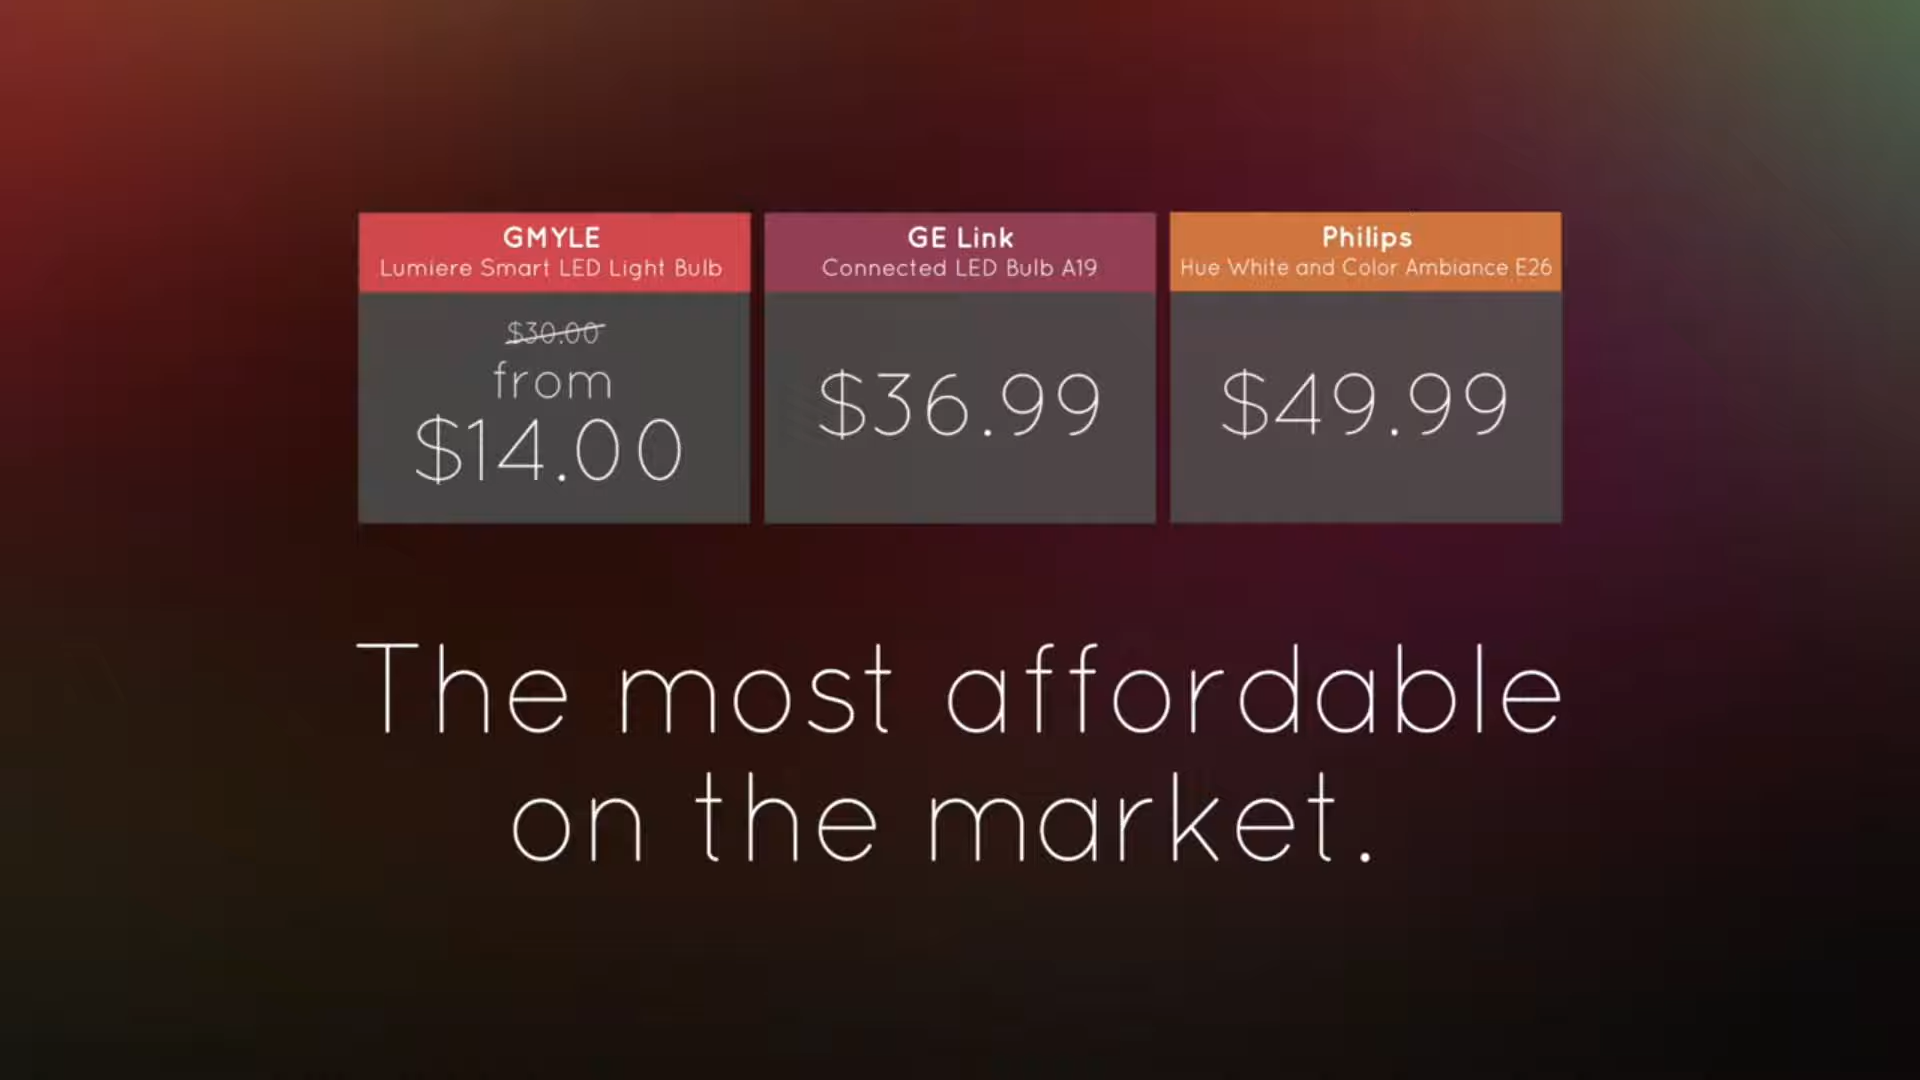 GMYLE
Lumiere Smart LED Light Bulb
$30.00
from
$14.00
GE Link
Connected LED Bulb A19
$36.99
Philips
Hue White and Color Ambiance E26
$49.99
The most affordable
on the market.